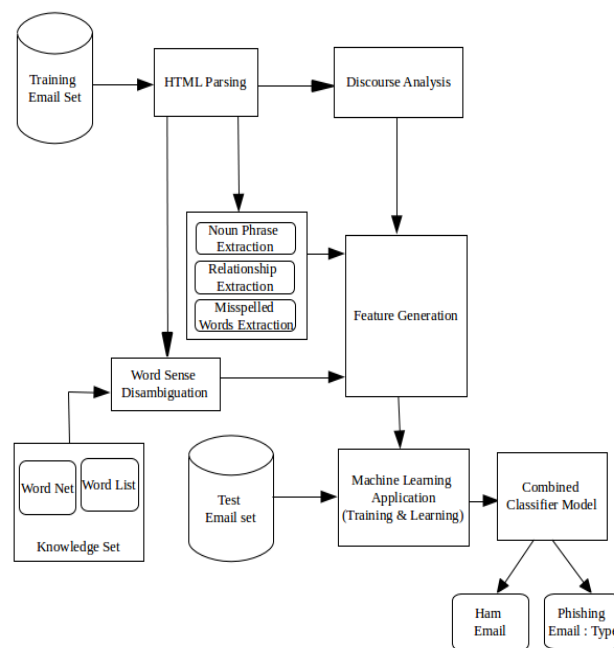 Training
Email Set
HTML Parsing
Discourse Analysis
Noun Phrase
Extraction
Relationship
Extraction
Misspelled
Words Extraction
Feature Generation
Word Sense
Disambiguation
Word Net
Word List
Knowledge Set
Test
Email set
Machine Learning
Application
(Training & Learning)
Combined
Classifier Model
Ham
Email
Phishing
Email : Type